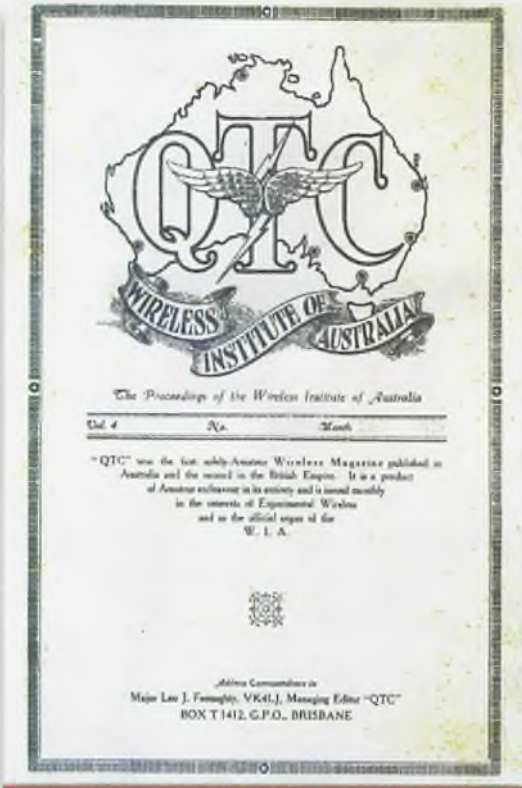 QTC
WIRELESS
INSTITUTE OF
AUSTRALIA
The Proceedings of the Wireless Institute of Australia
Vol. 4 No. Month
"QTC" was the first solely-Amateur Wireless Magazine published in
Australia and the second in the British Empire. It is a product
of Amateur endeavour in its entirety and is issued monthly
in the interests of Experimental Wireless
and as the official organ of the
W. I. A.
Address Correspondence to
Major Leo J. VK4LJ, Managing Editor "QTC"
BOX T 1412, G.P.O., BRISBANE